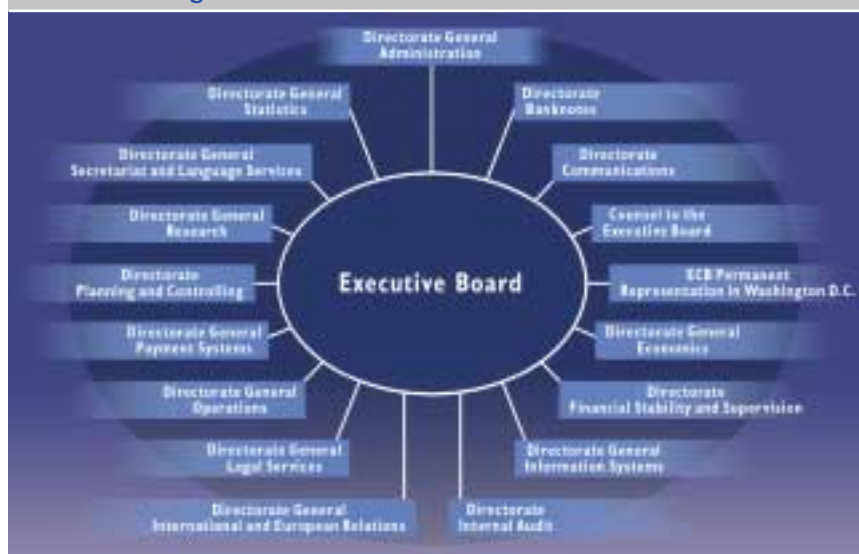 Directorate General
Administration
Directorate General
Statistics
Directorate
Banknotes
Directorate General
Secretariat and Language Services
Directorate
Communications
Directorate General
Research
Counsel to the
Executive Board
Directorate
Planning and Controlling
Executive Board
ECB Permanent
Representation in Washington D.C.
Directorate General
Payment Systems
Directorate General
Economics
Directorate General
Operations
Directorate
Financial Stability and Supervision
Directorate General
Legal Services
Directorate General
Information Systems
Directorate General
International and European Relations
Directorate
Internal Audit